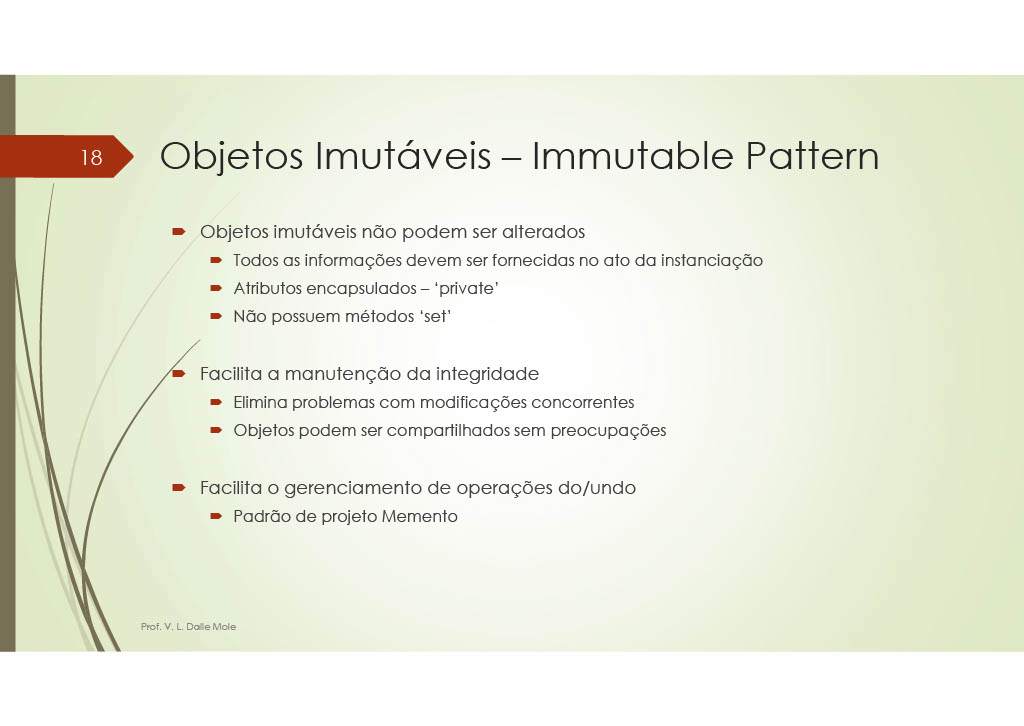 18
Objetos Imutáveis – Immutable Pattern
Objetos imutáveis não podem ser alterados
Todos as informações devem ser fornecidas no ato da instanciação
Atributos encapsulados – ‘private’
Não possuem métodos ‘set’
Facilita a manutenção da integridade
Elimina problemas com modificações concorrentes
Objetos podem ser compartilhados sem preocupações
Facilita o gerenciamento de operações do/undo
Padrão de projeto Memento
Prof. V. L. Dalle Mole